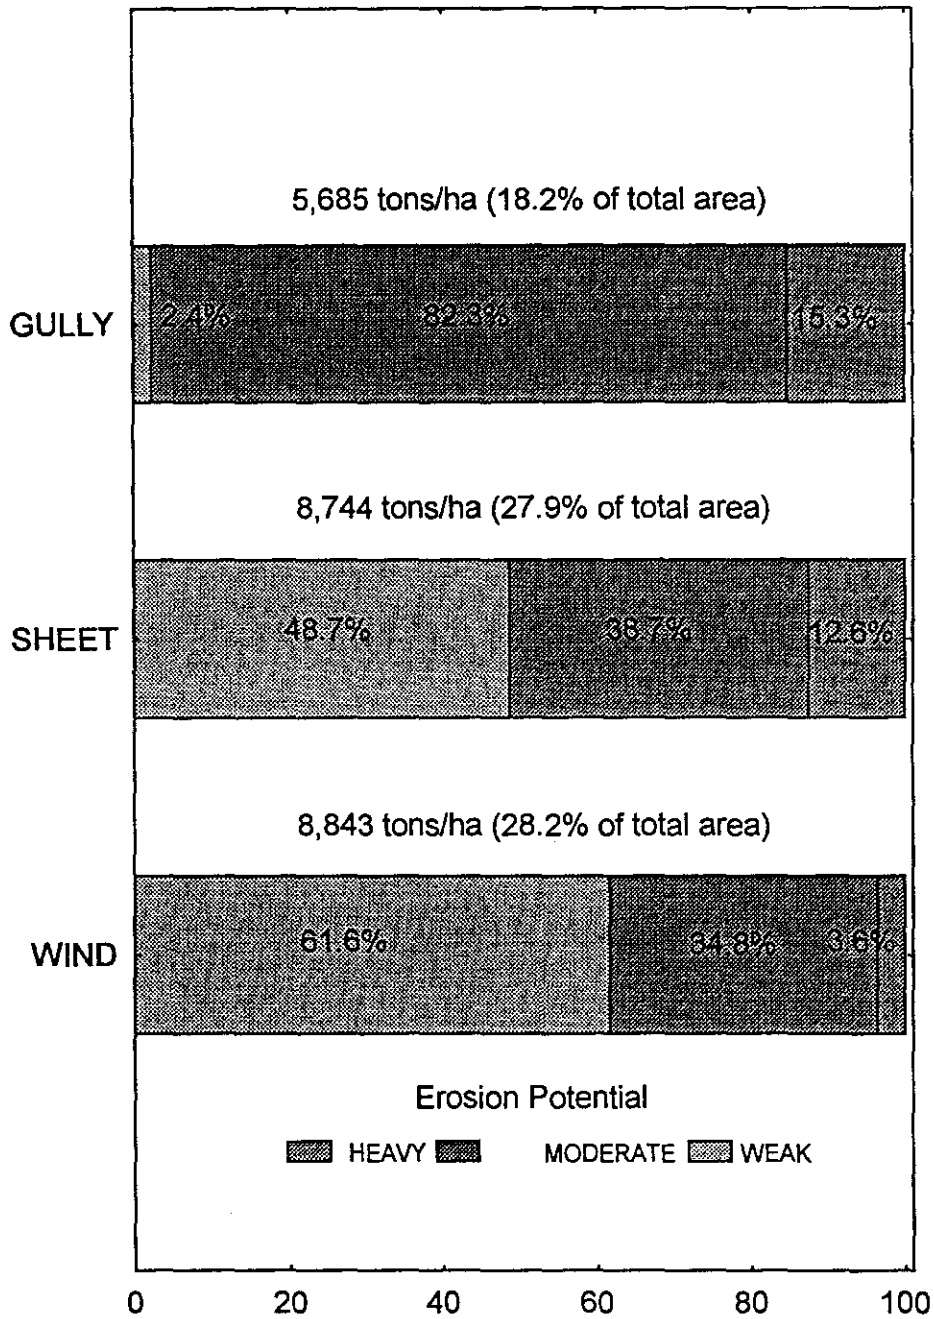 5,685 tons/ha (18.2% of total area)
GULLY 2.4% 82.3% 15.3%
8,744 tons/ha (27.9% of total area)
SHEET 48.7% 38.7% 12.6%
8,843 tons/ha (28.2% of total area)
WIND 61.6% 34.8% 3.6%
Erosion Potential
HEAVY MODERATE WEAK
0 20 40 60 80 100